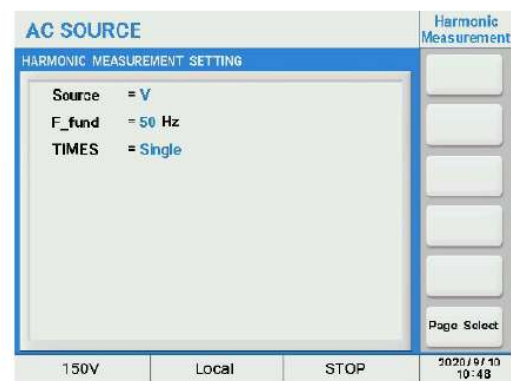 AC SOURCE
Harmonic
Measurement
HARMONIC MEASUREMENT SETTING
Source = V
F_fund = 50 Hz
TIMES = Single
Page Select
150V Local STOP
2020/9/10
10:48